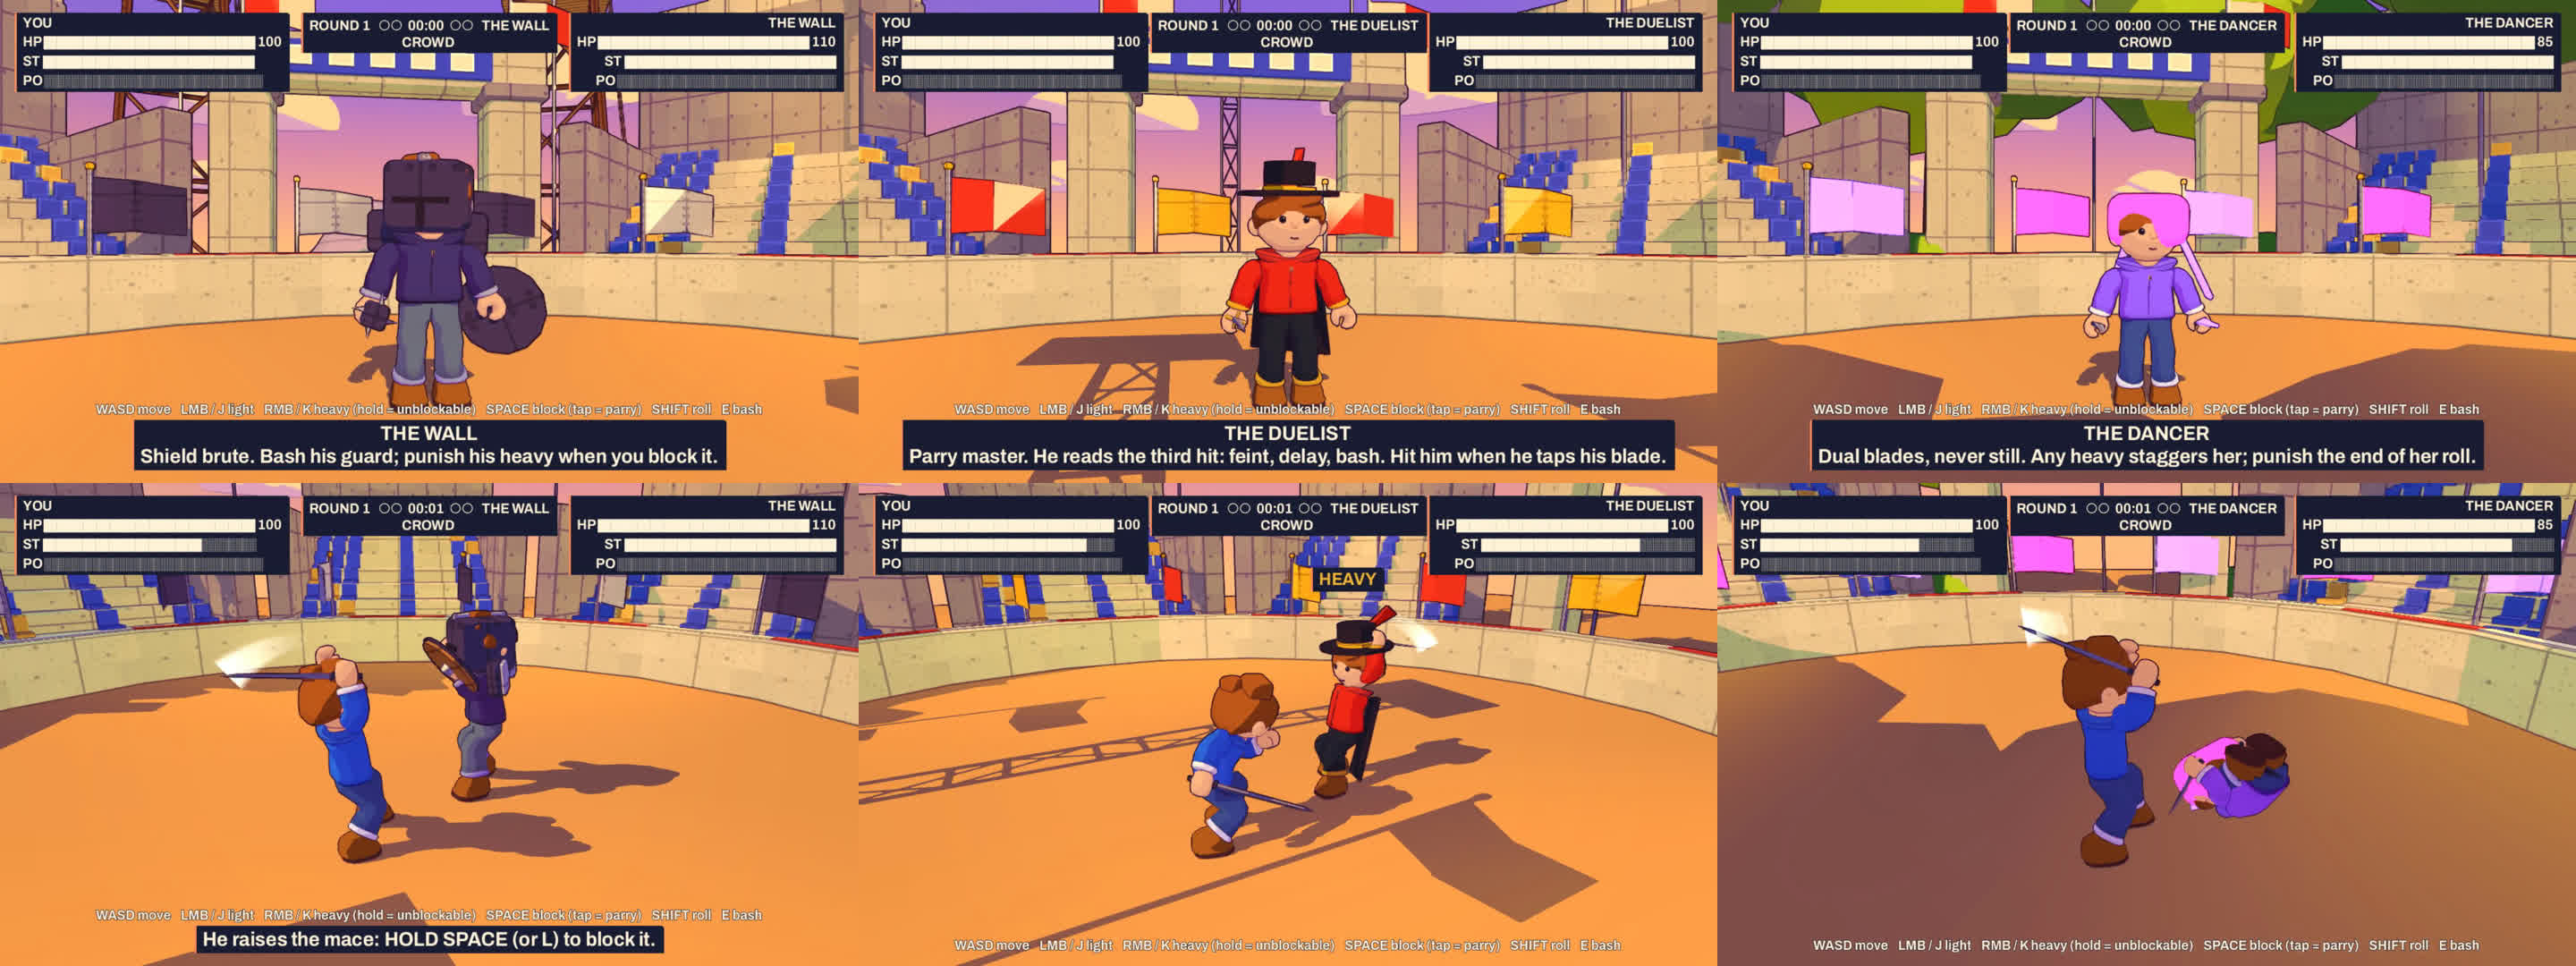 YOU
HP 100
ST
PO
ROUND 1 00:00 THE WALL
CROWD
THE WALL
HP 110
ST
PO
WASD move LMB / J light RMB / K heavy (hold = unblockable) SPACE block (tap = parry) SHIFT roll E bash
THE WALL
Shield brute. Bash his guard; punish his heavy when you block it.
YOU
HP 100
ST
PO
ROUND 1 00:00 THE DUELIST
CROWD
THE DUELIST
HP 100
ST
PO
WASD move LMB / J light RMB / K heavy (hold = unblockable) SPACE block (tap = parry) SHIFT roll E bash
THE DUELIST
Parry master. He reads the third hit: feint, delay, bash. Hit him when he taps his blade.
YOU
HP 100
ST
PO
ROUND 1 00:00 THE DANCER
CROWD
THE DANCER
HP 85
ST
PO
WASD move LMB / J light RMB / K heavy (hold = unblockable) SPACE block (tap = parry) SHIFT roll E bash
THE DANCER
Dual blades, never still. Any heavy staggers her; punish the end of her roll.
YOU
HP 100
ST
PO
ROUND 1 00:01 THE WALL
CROWD
THE WALL
HP 110
ST
PO
WASD move LMB / J light RMB / K heavy (hold = unblockable) SPACE block (tap = parry) SHIFT roll E bash
He raises the mace: HOLD SPACE (or L) to block it.
YOU
HP 100
ST
PO
ROUND 1 00:01 THE DUELIST
CROWD
THE DUELIST
HP 100
ST
PO
HEAVY
WASD move LMB / J light RMB / K heavy (hold = unblockable) SPACE block (tap = parry) SHIFT roll E bash
YOU
HP 100
ST
PO
ROUND 1 00:01 THE DANCER
CROWD
THE DANCER
HP 85
ST
PO
WASD move LMB / J light RMB / K heavy (hold = unblockable) SPACE block (tap = parry) SHIFT roll E bash